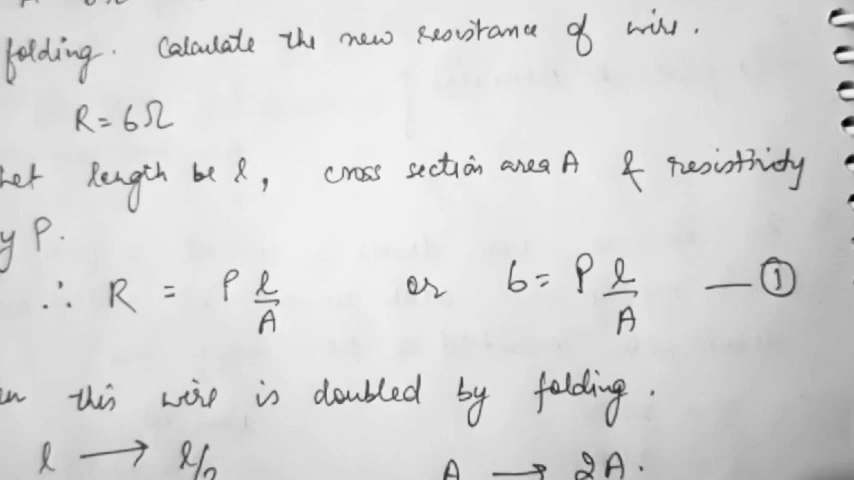 folding. Calculate the new resistance of wire.
R = 6Ω
Let length be l, cross section area A & resistivity
by ρ.
∴ R = ρ l/A or 6 = ρ l/A — ①
this wire is doubled by folding.
l → l/2 A → 2A.